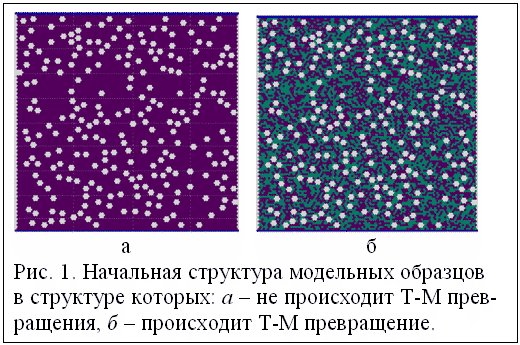 а
б
Рис. 1. Начальная структура модельных образцов
в структуре которых: а – не происходит Т-М прев-
ращения, б – происходит Т-М превращение.